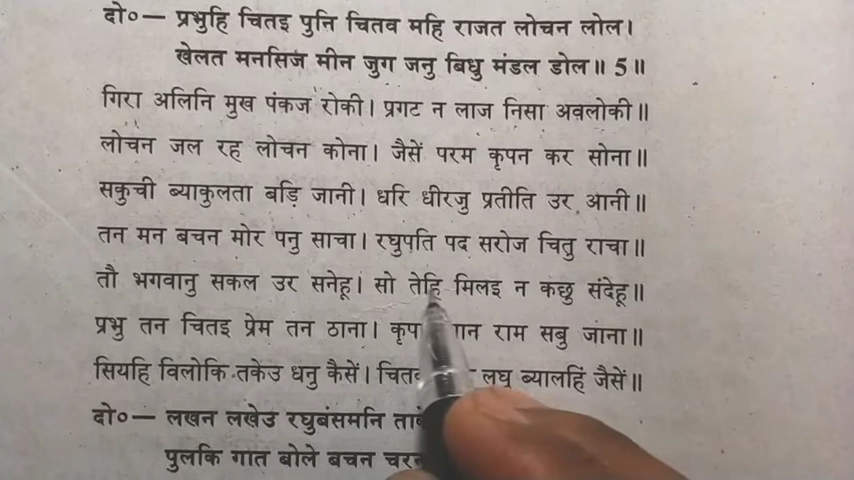 दो०— प्रभुहि चितइ पुनि चितव महि राजत लोचन लोल।
खेलत मनसिज मीन जुग जनु बिधु मंडल डोल॥ 5॥
गिरा अलिनि मुख पंकज रोकी। प्रगट न लाज निसा अवलोकी॥
लोचन जल रह लोचन कोना। जैसें परम कृपन कर सोना॥
सकुची ब्याकुलता बड़ि जानी। धरि धीरजु प्रतीति उर आनी॥
तन मन बचन मोर पनु साचा। रघुपति पद सरोज चितु राचा॥
तौ भगवानु सकल उर सनेहू। सो तेहि मिलइ न कछु संदेहू॥
प्रभु तन चितइ प्रेम तन ठाना। राम सबु जाना॥
सियहि विलोकि तकेउ धनु कैसें। लघु ब्यालहिं जैसें॥
दो०— लखन लखेउ रघुबंसमनि
पुलकि गात बोले बचन